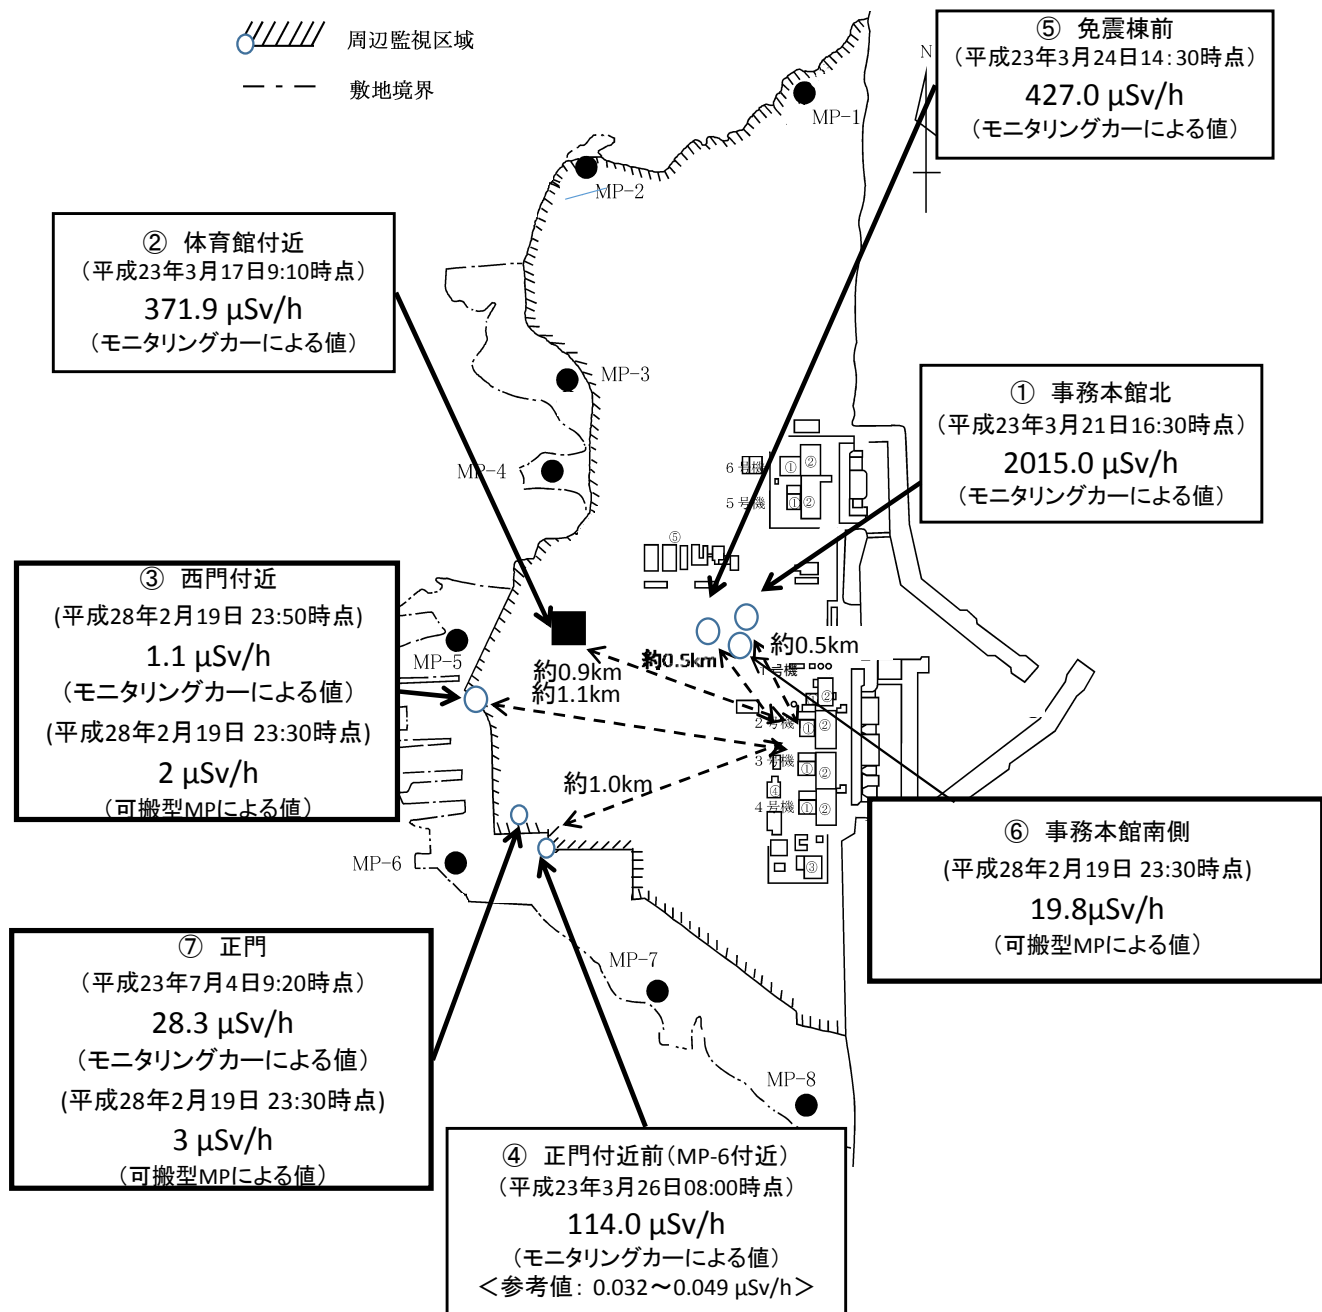 周辺監視区域
敷地境界
⑤ 免震棟前
（平成23年3月24日14:30時点）
427.0 μSv/h
（モニタリングカーによる値）
N
MP-1
MP-2
② 体育館付近
（平成23年3月17日9:10時点）
371.9 μSv/h
（モニタリングカーによる値）
MP-3
① 事務本館北
（平成23年3月21日16:30時点）
2015.0 μSv/h
（モニタリングカーによる値）
MP-4
6号機
① ②
5号機
① ②
⑤
③ 西門付近
(平成28年2月19日 23:50時点)
1.1 μSv/h
（モニタリングカーによる値）
(平成28年2月19日 23:30時点)
2 μSv/h
（可搬型MPによる値）
MP-5
約0.9km
約1.1km
約0.5km
約0.5km
1号機
②
2号機
① ②
3号機
① ②
④
4号機
① ②
③
約1.0km
MP-6
⑥ 事務本館南側
(平成28年2月19日 23:30時点)
19.8μSv/h
（可搬型MPによる値）
⑦ 正門
（平成23年7月4日9:20時点）
28.3 μSv/h
（モニタリングカーによる値）
(平成28年2月19日 23:30時点)
3 μSv/h
（可搬型MPによる値）
MP-7
MP-8
④ 正門付近前（MP-6付近）
（平成23年3月26日08:00時点）
114.0 μSv/h
（モニタリングカーによる値）
＜参考値: 0.032～0.049 μSv/h＞